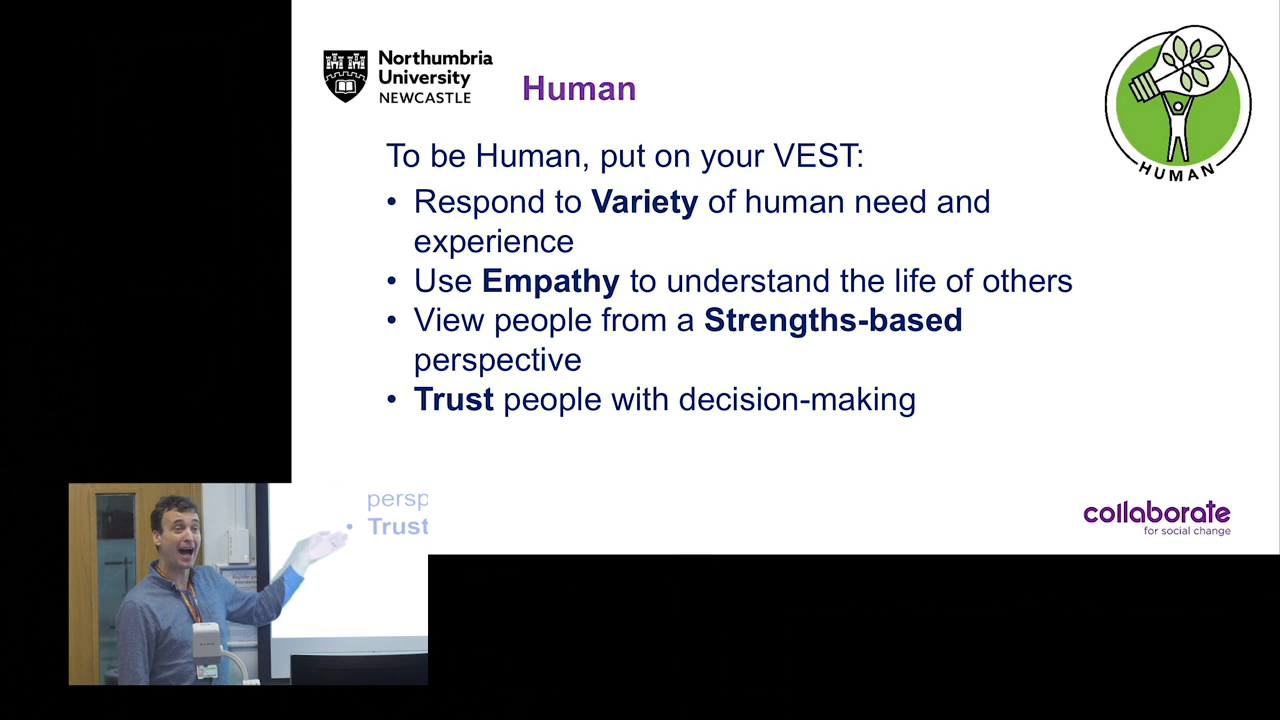 Northumbria
University
NEWCASTLE
Human
HUMAN
To be Human, put on your VEST:
• Respond to Variety of human need and
experience
• Use Empathy to understand the life of others
• View people from a Strengths-based
perspective
• Trust people with decision-making
persp
• Trust
collaborate
for social change